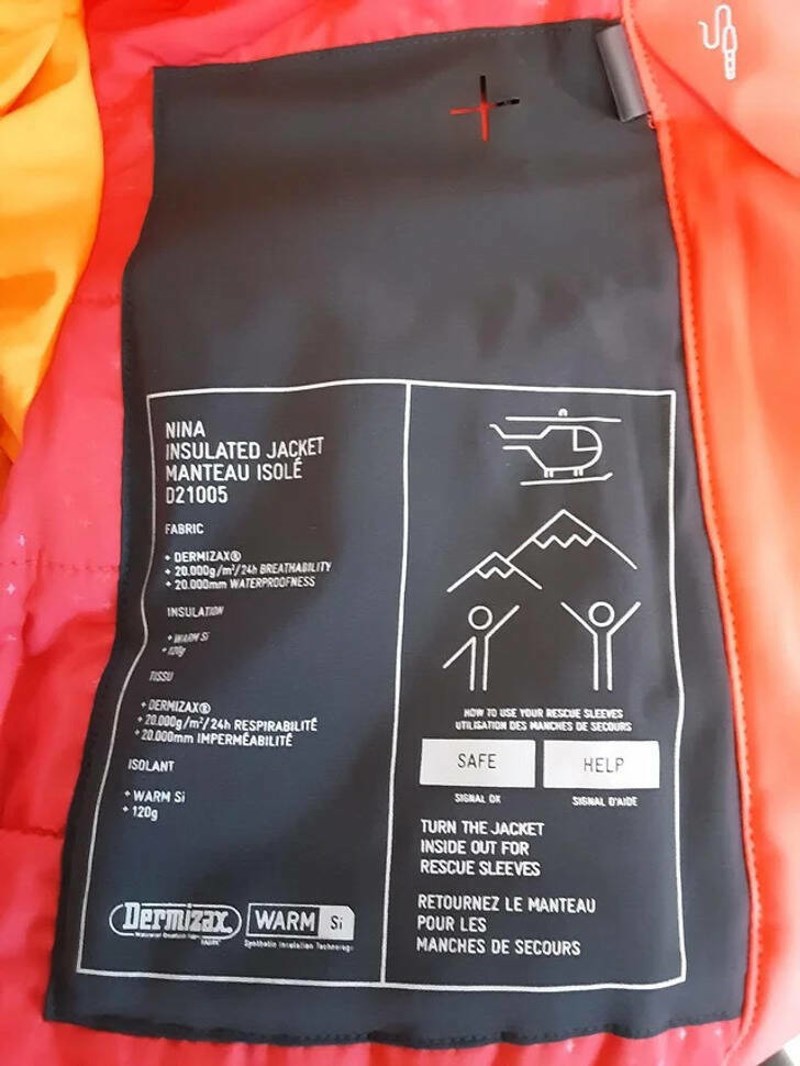 NINA
INSULATED JACKET
MANTEAU ISOLÉ
D21005
FABRIC
+ DERMIZAX®
+ 20.000g/m²/24h BREATHABILITY
+ 20.000mm WATERPROOFNESS
INSULATION
+ WARM Si
+ 120g
TISSU
+ DERMIZAX®
+ 20.000g/m²/24h RESPIRABILITÉ
+ 20.000mm IMPERMÉABILITÉ
ISOLANT
+ WARM Si
+ 120g
Dermizax
FABRIC
WARM Si
Synthetic Insulation Technology
HOW TO USE YOUR RESCUE SLEEVES
UTILISATION DES MANCHES DE SECOURS
SAFE HELP
SIGNAL OK SIGNAL D'AIDE
TURN THE JACKET
INSIDE OUT FOR
RESCUE SLEEVES
RETOURNEZ LE MANTEAU
POUR LES
MANCHES DE SECOURS